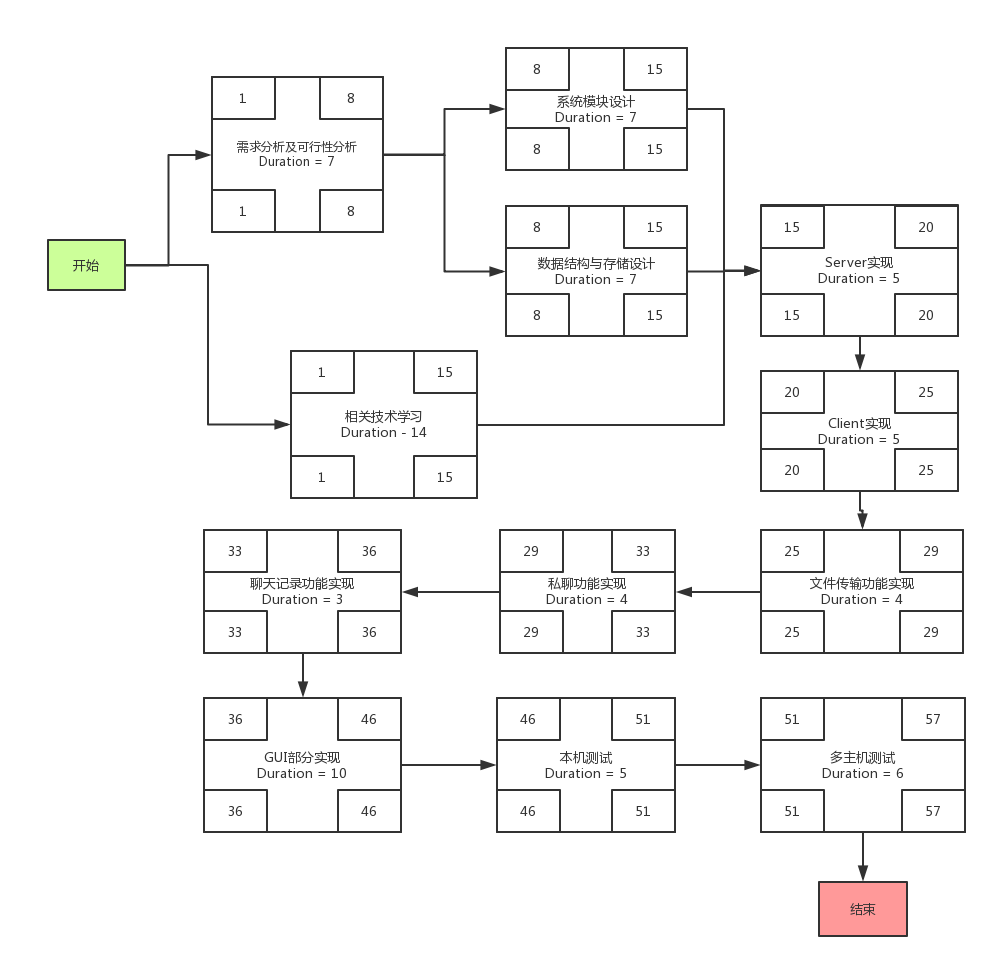 8 15
系统模块设计
Duration = 7
8 15
1 8
需求分析及可行性分析
Duration = 7
1 8
8 15
数据结构与存储设计
Duration = 7
8 15
15 20
Server实现
Duration = 5
15 20
开始
1 15
相关技术学习
Duration - 14
1 15
20 25
Client实现
Duration = 5
20 25
33 36
聊天记录功能实现
Duration = 3
33 36
29 33
私聊功能实现
Duration = 4
29 33
25 29
文件传输功能实现
Duration = 4
25 29
36 46
GUI部分实现
Duration = 10
36 46
46 51
本机测试
Duration = 5
46 51
51 57
多主机测试
Duration = 6
51 57
结束